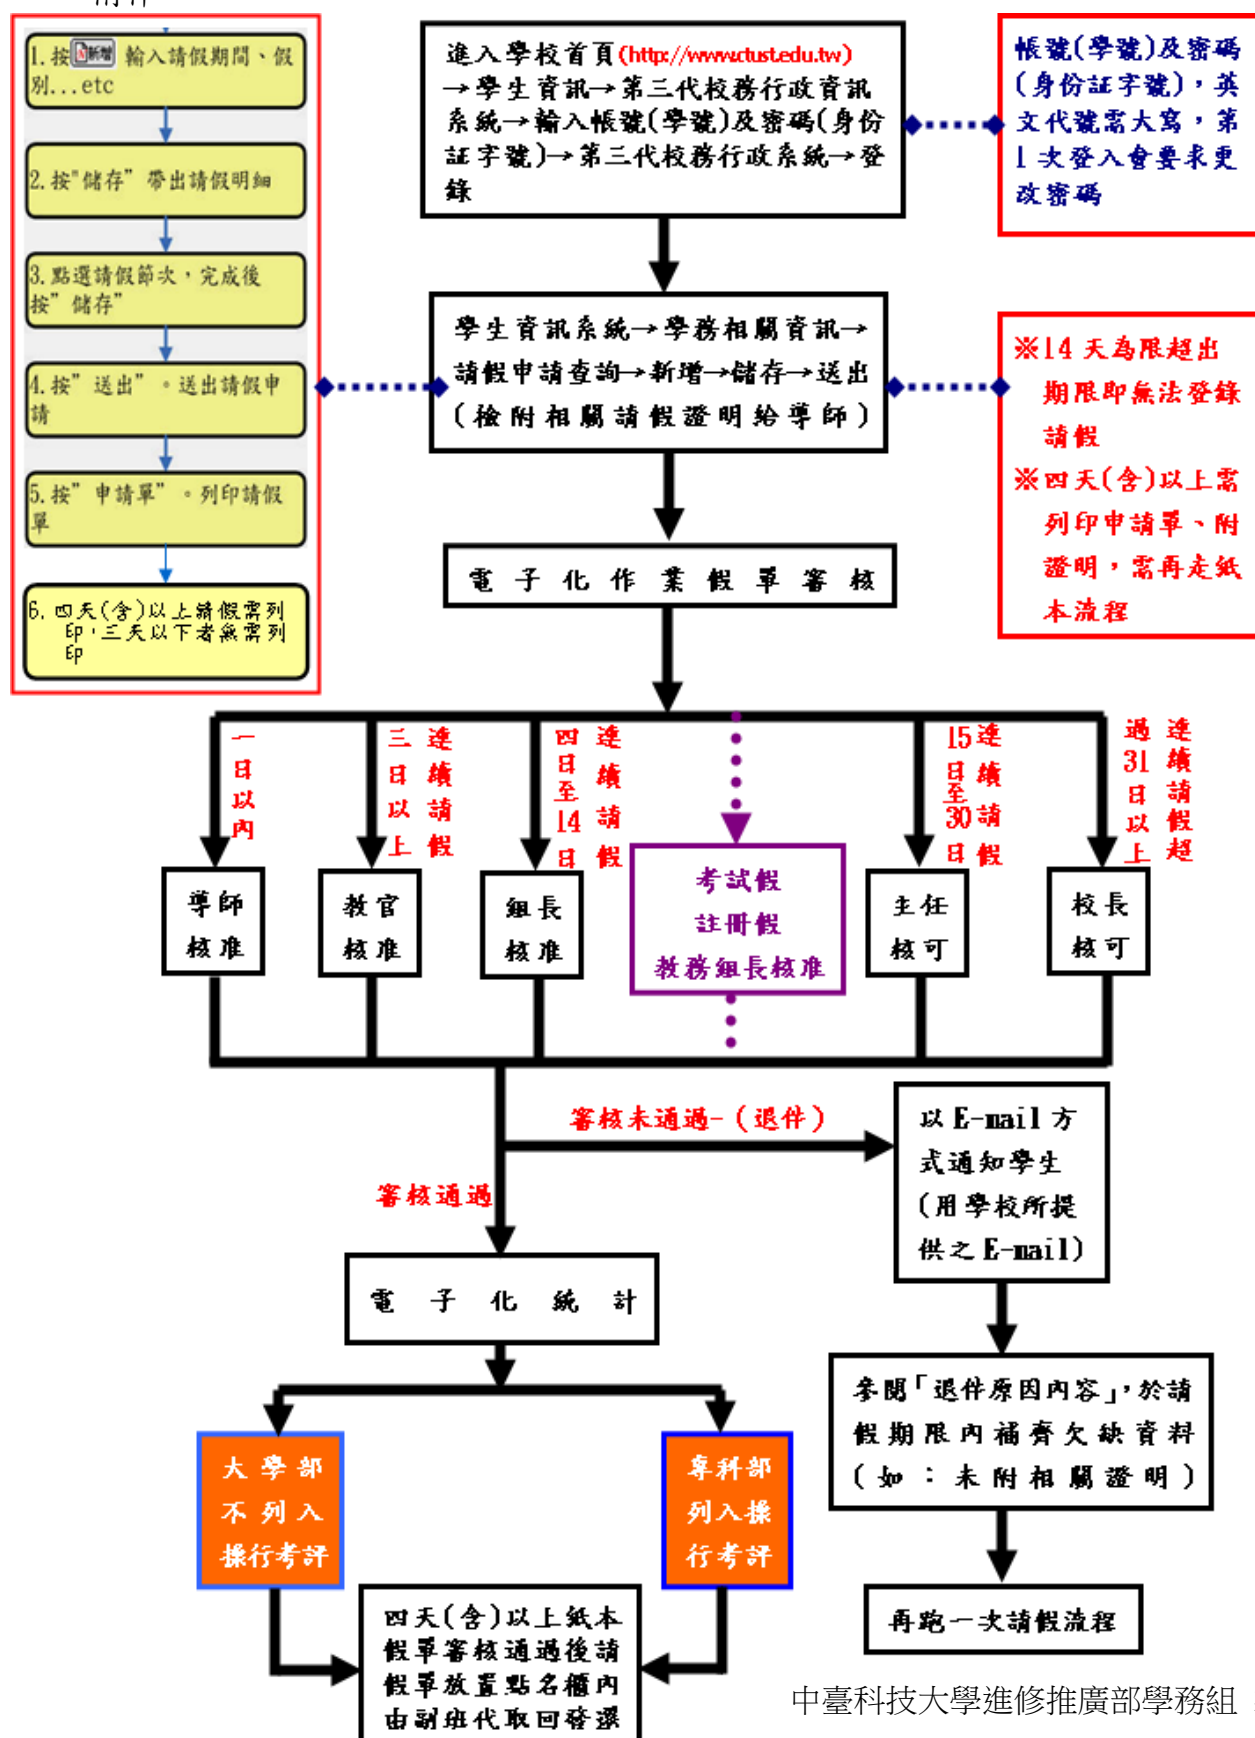 1.按新增 輸入請假期間、假
別...etc
2.按"儲存”帶出請假明細
3.點選請假節次，完成後
按”儲存”
4.按”送出”。送出請假申
請
5.按”申請單”。列印請假
單
6.四天(含)以上請假需列
印，三天以下者無需列
印
進入學校首頁(http://www.ctust.edu.tw)
→學生資訊→第三代校務行政資訊
系統→輸入帳號(學號)及密碼(身份
証字號)→第三代校務行政系統→登
錄
帳號(學號)及密碼
(身份証字號)，英
文代號需大寫，第
1次登入會要求更
改密碼
學生資訊系統→學務相關資訊→
請假申請查詢→新增→儲存→送出
(檢附相關請假證明給導師)
※14天為限超出
期限即無法登錄
請假
※四天(含)以上需
列印申請單、附
證明，需再走紙
本流程
電子化作業假單審核
一日以內
連續請假
三日以上
連續請假
四日至14日
連續請假
15日至30日
連續請假超
過31日以上
導師
核准
教官
核准
組長
核准
考試假
註冊假
教務組長核准
主任
核可
校長
核可
審核未通過-(退件)
審核通過
以E-mail方
式通知學生
(用學校所提
供之E-mail)
電子化統計
參閱「退件原因內容」，於請
假期限內補齊欠缺資料
(如：未附相關證明)
大學部
不列入
操行考評
專科部
列入操
行考評
再跑一次請假流程
四天(含)以上紙本
假單審核通過後請
假單放置點名櫃內
由副班代取回發還
中臺科技大學進修推廣部學務組